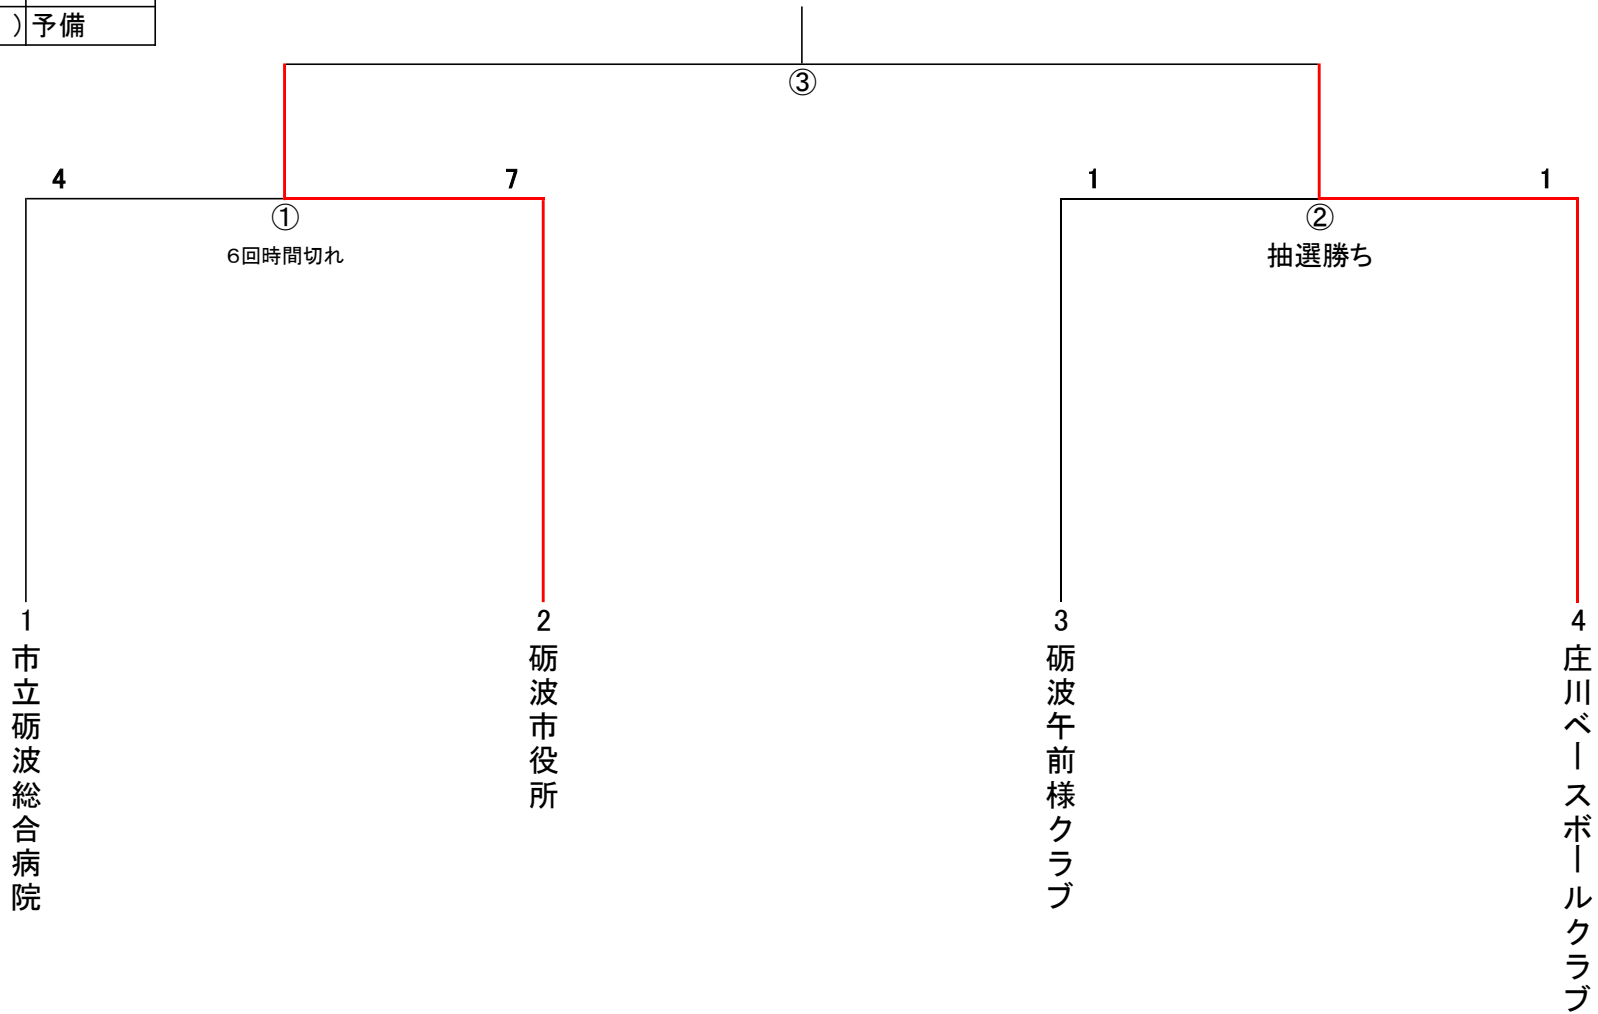 ）予備
③
4 7
①
6回時間切れ
1 1
②
抽選勝ち
1
市立砺波総合病院
2
砺波市役所
3
砺波午前様クラブ
4
庄川ベースボールクラブ